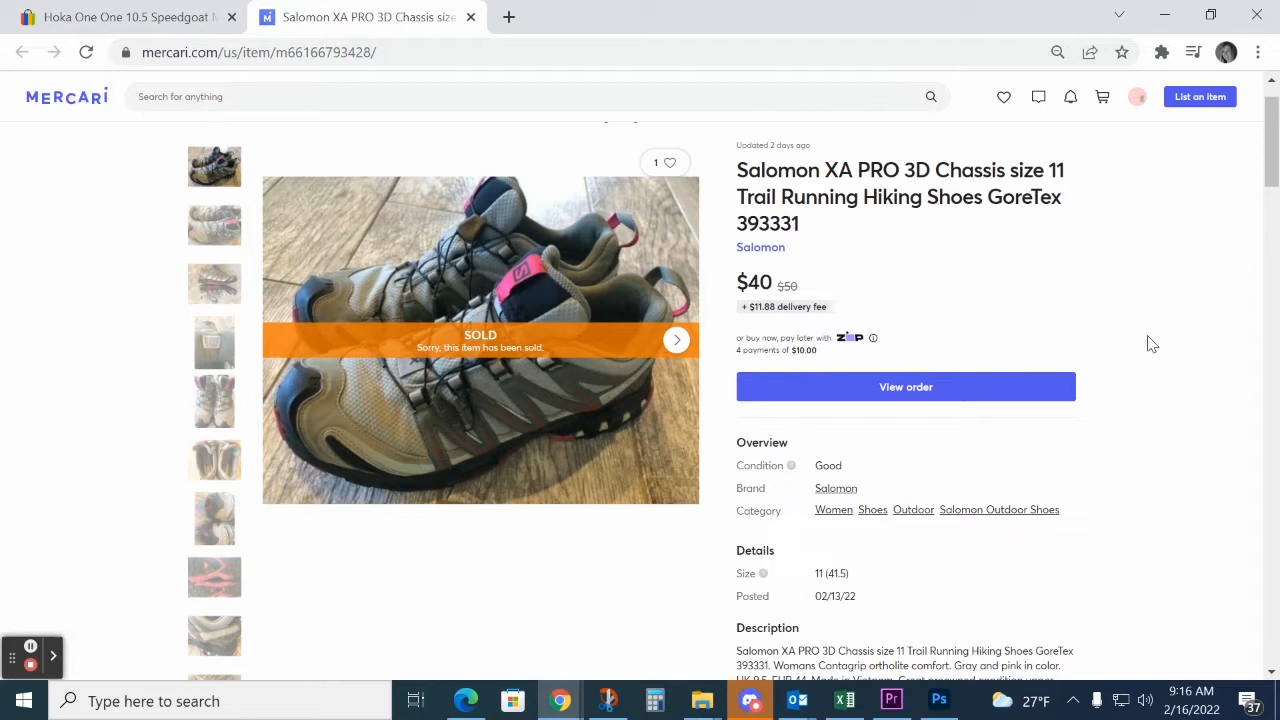 Hoka One One 10.5 Speedgoat M
Salomon XA PRO 3D Chassis size
mercari.com/us/item/m66166793428/
MERCARI
Search for anything
List an item
Updated 2 days ago
1
Salomon XA PRO 3D Chassis size 11
Trail Running Hiking Shoes GoreTex
393331
Salomon
$40 $50
+ $11.88 delivery fee
SOLD
Sorry, this item has been sold.
or buy now, pay later with ZIP
4 payments of $10.00
View order
Overview
Condition Good
Brand Salomon
Category Women Shoes Outdoor Salomon Outdoor Shoes
Details
Size 11 (41.5)
Posted 02/13/22
Description
Salomon XA PRO 3D Chassis size 11 Trail Running Hiking Shoes GoreTex
393331. Womans Contagrip ortholite comfort. Gray and pink in color.
Type here to search
Pr
Ps
27°F
9:16 AM
2/16/2022
37